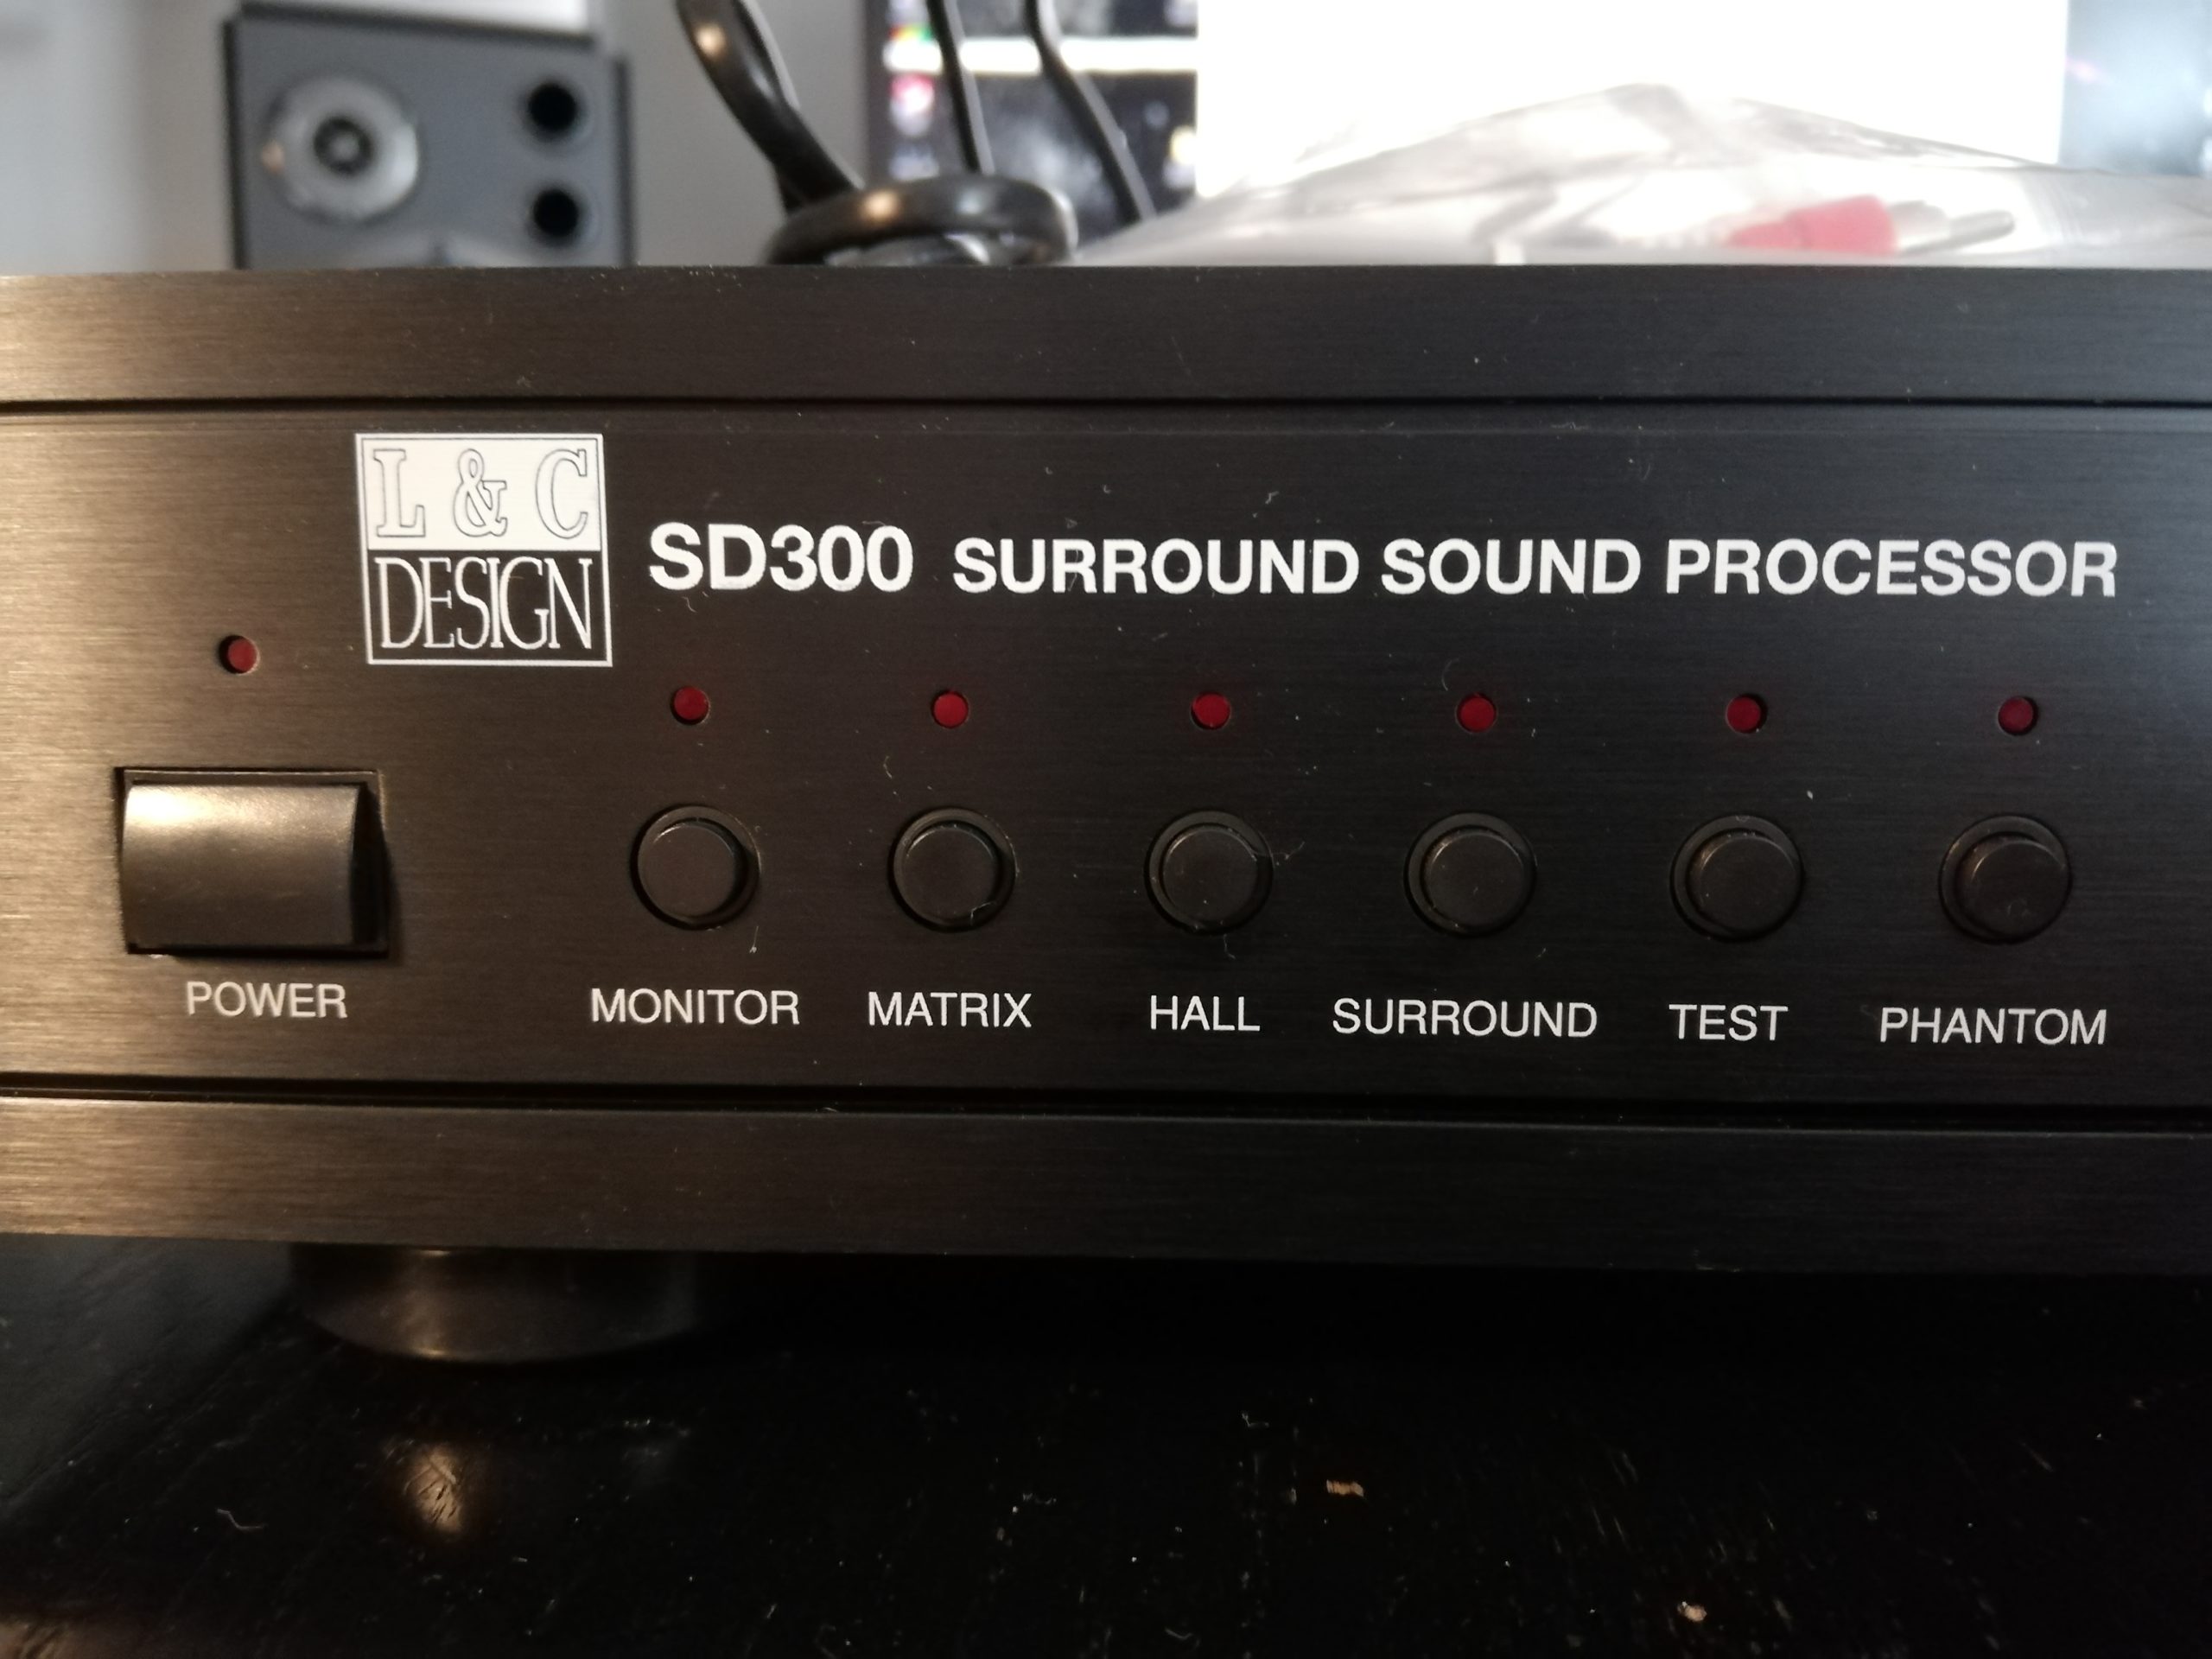 L & C
DESIGN
SD300 SURROUND SOUND PROCESSOR
POWER MONITOR MATRIX HALL SURROUND TEST PHANTOM